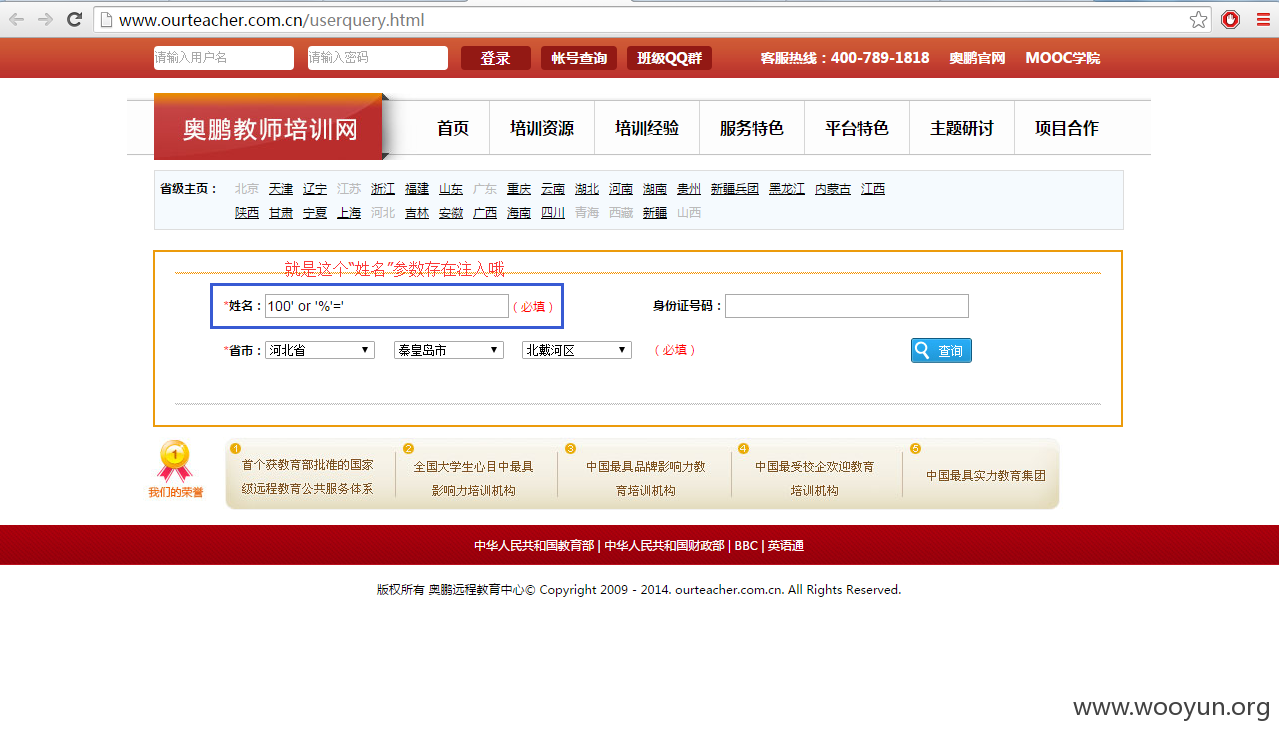 www.ourteacher.com.cn/userquery.html
请输入用户名 请输入密码 登录 帐号查询 班级QQ群 客服热线：400-789-1818 奥鹏官网 MOOC学院
奥鹏教师培训网 首页 培训资源 培训经验 服务特色 平台特色 主题研讨 项目合作
省级主页： 北京 天津 辽宁 江苏 浙江 福建 山东 广东 重庆 云南 湖北 河南 湖南 贵州 新疆兵团 黑龙江 内蒙古 江西
陕西 甘肃 宁夏 上海 河北 吉林 安徽 广西 海南 四川 青海 西藏 新疆 山西
就是这个“姓名”参数存在注入哦
*姓名：100' or '%'=' （必填） 身份证号码：
*省市：河北省 秦皇岛市 北戴河区 （必填） 查询
1 首个获教育部批准的国家
级远程教育公共服务体系
2 全国大学生心目中最具
影响力培训机构
3 中国最具品牌影响力教
育培训机构
4 中国最受校企欢迎教育
培训机构
5 中国最具实力教育集团
1
我们的荣誉
中华人民共和国教育部 | 中华人民共和国财政部 | BBC | 英语通
版权所有 奥鹏远程教育中心© Copyright 2009 - 2014. ourteacher.com.cn. All Rights Reserved.
www.wooyun.org